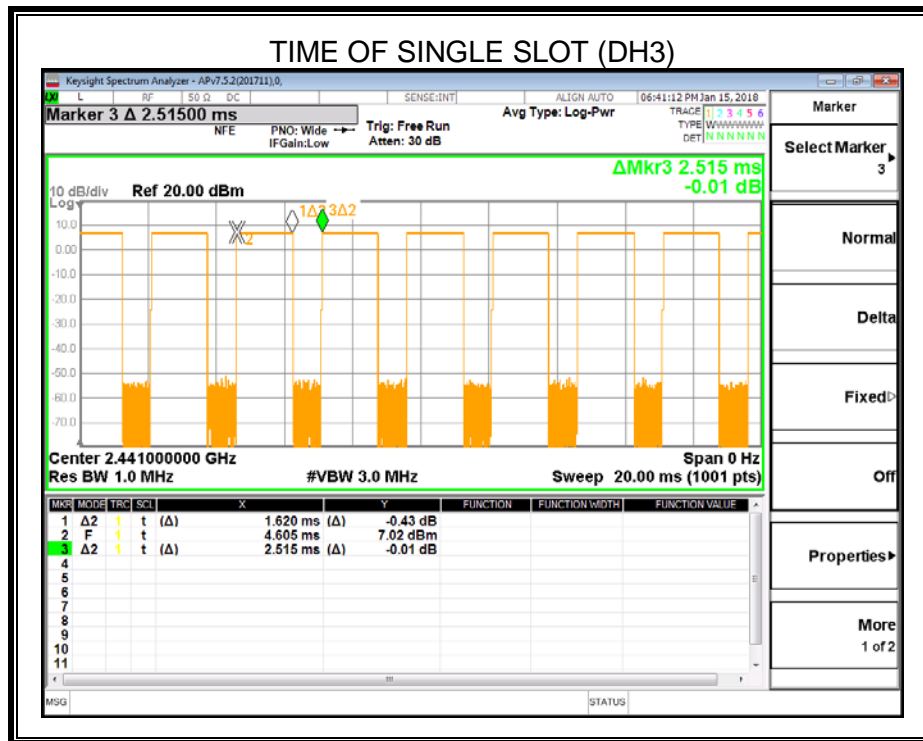 TIME OF SINGLE SLOT (DH3)
Keysight Spectrum Analyzer - APv7.5.2(201711),0,
LXI L RF 50 Ω DC SENSE:INT ALIGN AUTO 06:41:12 PM Jan 15, 2018
Marker 3 Δ 2.51500 ms
NFE
PNO: Wide
IFGain:Low
Trig: Free Run
Atten: 30 dB
Avg Type: Log-Pwr
TRACE 1 2 3 4 5 6
TYPE WWWWWW
DET N N N N N N
ΔMkr3 2.515 ms
-0.01 dB
10 dB/div Ref 20.00 dBm
Log
1Δ2 3Δ2
X2
10.0
0.00
-10.0
-20.0
-30.0
-40.0
-50.0
-60.0
-70.0
Center 2.441000000 GHz Span 0 Hz
Res BW 1.0 MHz #VBW 3.0 MHz Sweep 20.00 ms (1001 pts)
MKR MODE TRC SCL X Y FUNCTION FUNCTION WIDTH FUNCTION VALUE
1 Δ2 1 t (Δ) 1.620 ms (Δ) -0.43 dB
2 F 1 t 4.605 ms 7.02 dBm
3 Δ2 1 t (Δ) 2.515 ms (Δ) -0.01 dB
4
5
6
7
8
9
10
11
MSG STATUS
Marker
Select Marker
3
Normal
Delta
Fixed
Off
Properties
More
1 of 2